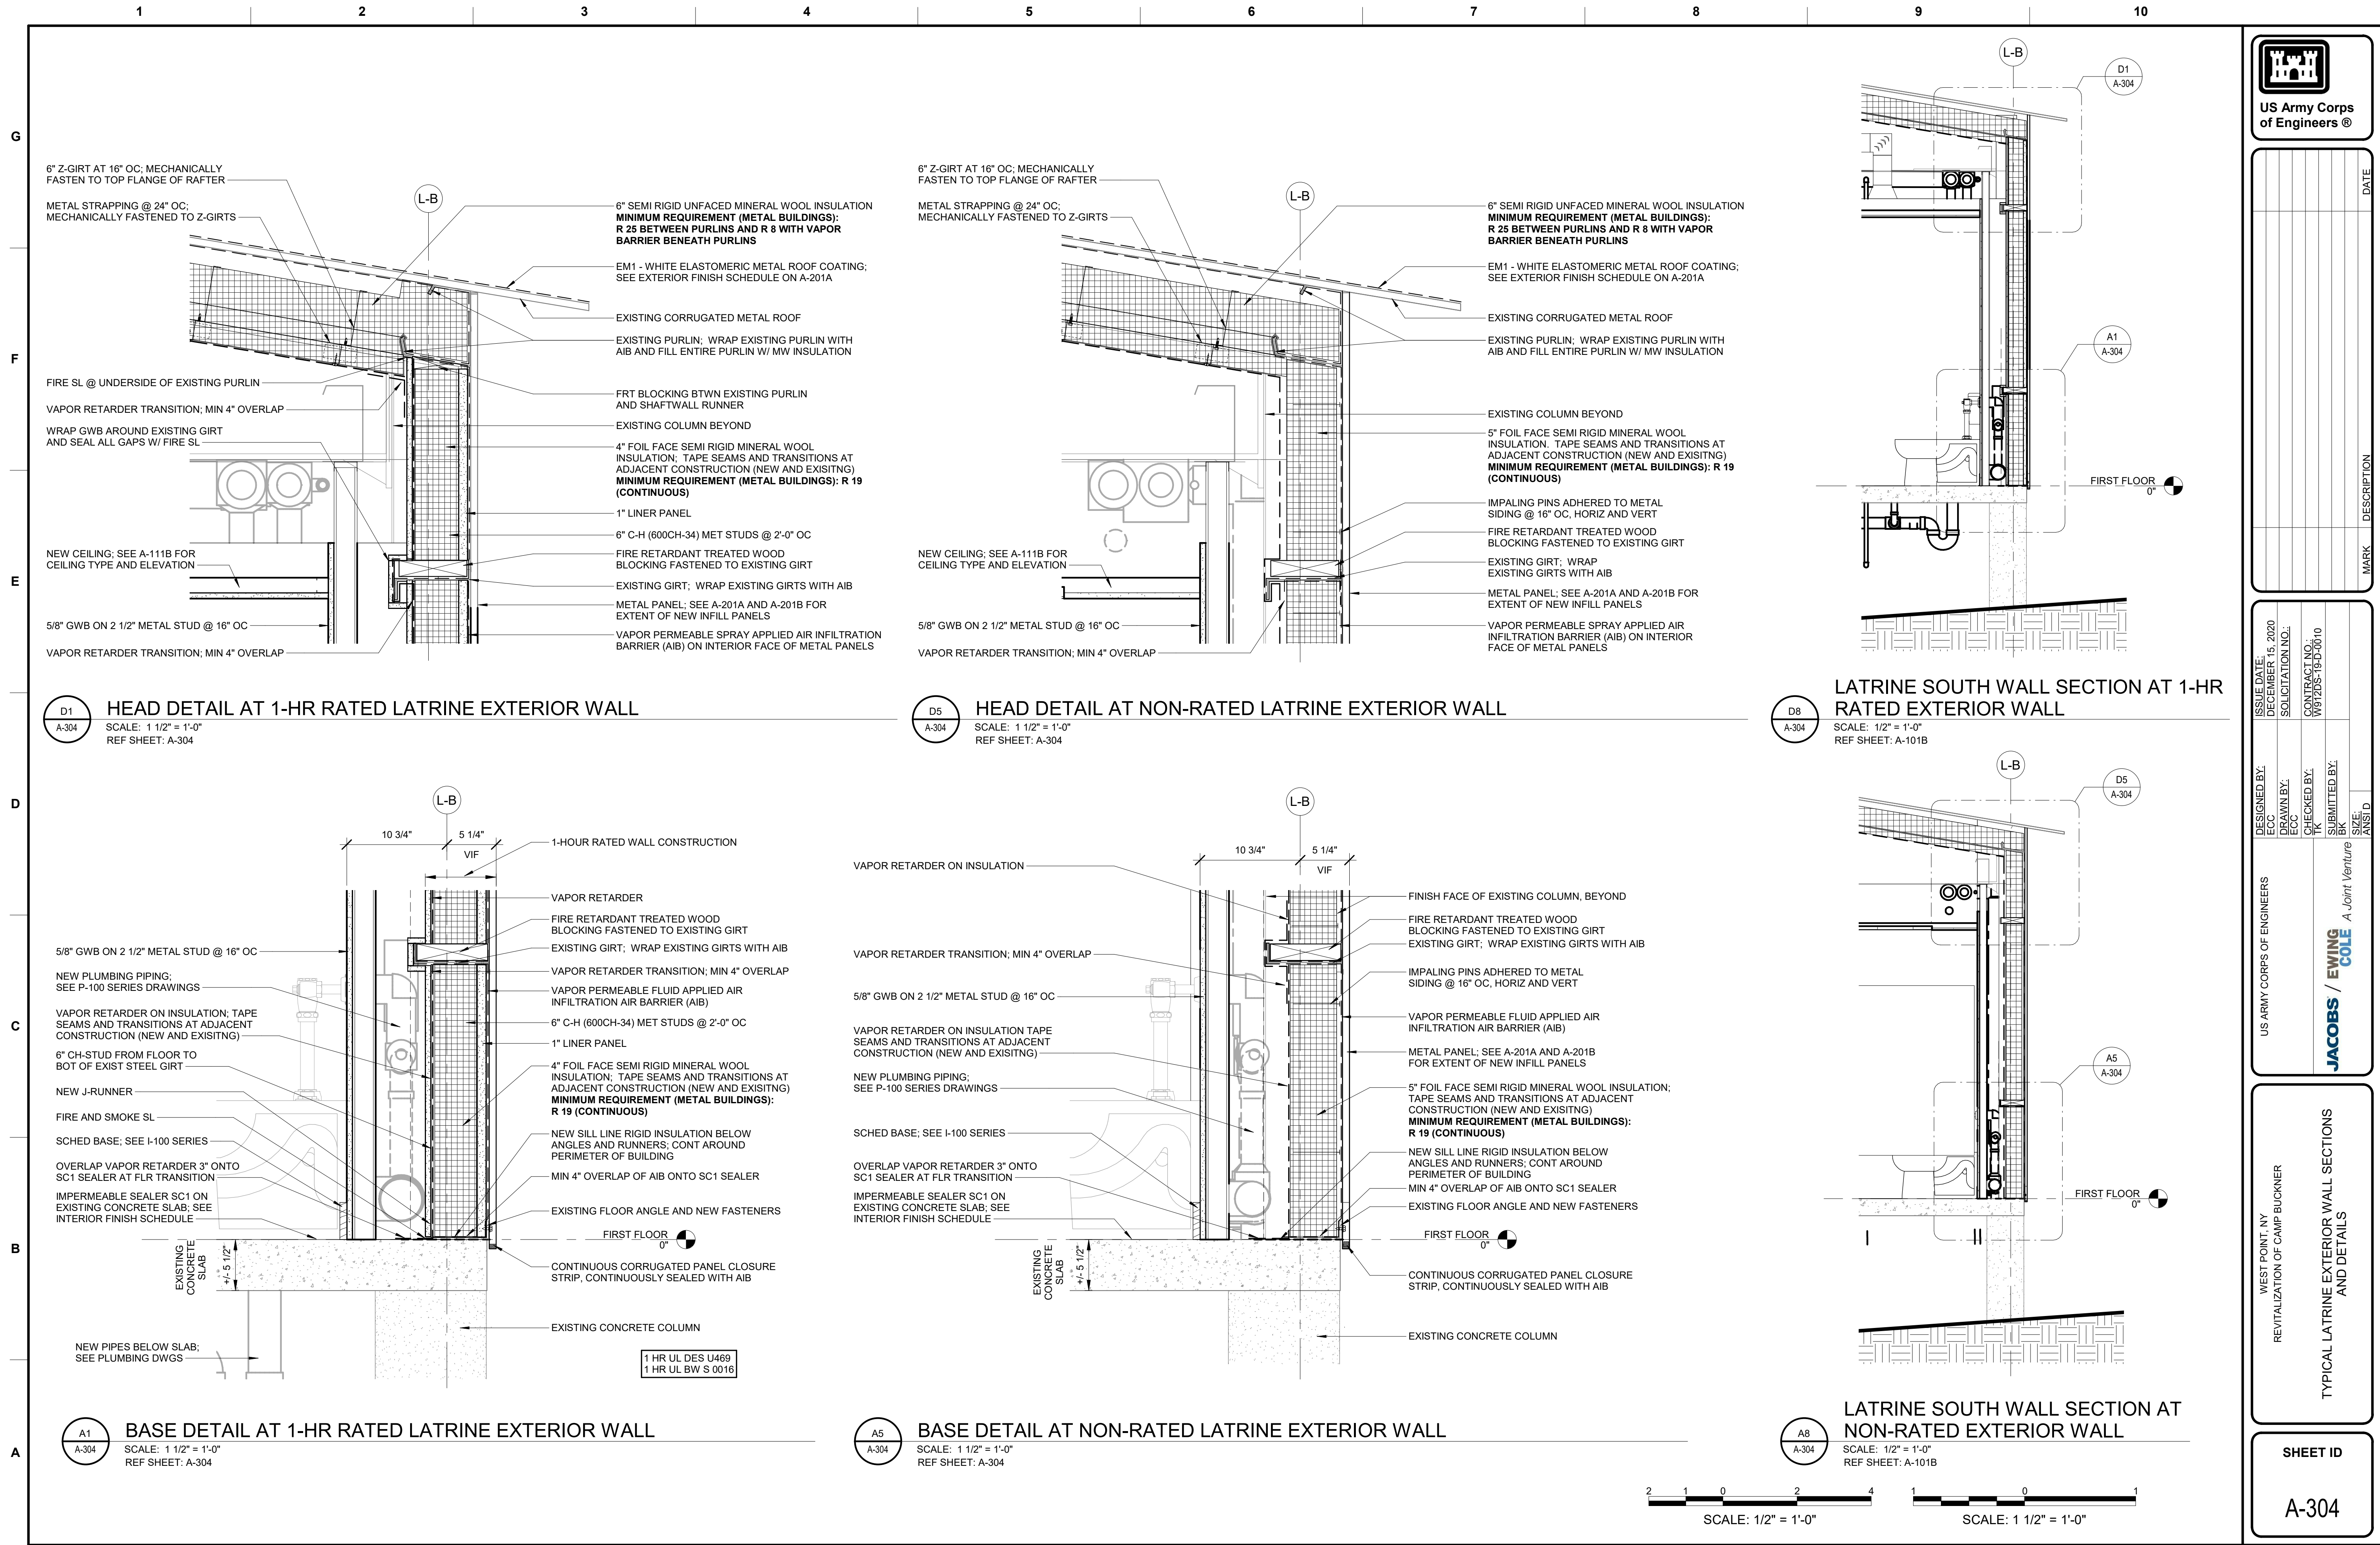 1 2 3 4 5 6 7 8 9 10
G
F
E
D
C
B
A
6" Z-GIRT AT 16" OC; MECHANICALLY
FASTEN TO TOP FLANGE OF RAFTER
METAL STRAPPING @ 24" OC;
MECHANICALLY FASTENED TO Z-GIRTS
FIRE SL @ UNDERSIDE OF EXISTING PURLIN
VAPOR RETARDER TRANSITION; MIN 4" OVERLAP
WRAP GWB AROUND EXISTING GIRT
AND SEAL ALL GAPS W/ FIRE SL
NEW CEILING; SEE A-111B FOR
CEILING TYPE AND ELEVATION
5/8" GWB ON 2 1/2" METAL STUD @ 16" OC
VAPOR RETARDER TRANSITION; MIN 4" OVERLAP
L-B
6" SEMI RIGID UNFACED MINERAL WOOL INSULATION
MINIMUM REQUIREMENT (METAL BUILDINGS):
R 25 BETWEEN PURLINS AND R 8 WITH VAPOR
BARRIER BENEATH PURLINS
EM1 - WHITE ELASTOMERIC METAL ROOF COATING;
SEE EXTERIOR FINISH SCHEDULE ON A-201A
EXISTING CORRUGATED METAL ROOF
EXISTING PURLIN; WRAP EXISTING PURLIN WITH
AIB AND FILL ENTIRE PURLIN W/ MW INSULATION
FRT BLOCKING BTWN EXISTING PURLIN
AND SHAFTWALL RUNNER
EXISTING COLUMN BEYOND
4" FOIL FACE SEMI RIGID MINERAL WOOL
INSULATION; TAPE SEAMS AND TRANSITIONS AT
ADJACENT CONSTRUCTION (NEW AND EXISITNG)
MINIMUM REQUIREMENT (METAL BUILDINGS): R 19
(CONTINUOUS)
1" LINER PANEL
6" C-H (600CH-34) MET STUDS @ 2'-0" OC
FIRE RETARDANT TREATED WOOD
BLOCKING FASTENED TO EXISTING GIRT
EXISTING GIRT; WRAP EXISTING GIRTS WITH AIB
METAL PANEL; SEE A-201A AND A-201B FOR
EXTENT OF NEW INFILL PANELS
VAPOR PERMEABLE SPRAY APPLIED AIR INFILTRATION
BARRIER (AIB) ON INTERIOR FACE OF METAL PANELS
D1
A-304
HEAD DETAIL AT 1-HR RATED LATRINE EXTERIOR WALL
SCALE: 1 1/2" = 1'-0"
REF SHEET: A-304
6" Z-GIRT AT 16" OC; MECHANICALLY
FASTEN TO TOP FLANGE OF RAFTER
METAL STRAPPING @ 24" OC;
MECHANICALLY FASTENED TO Z-GIRTS
NEW CEILING; SEE A-111B FOR
CEILING TYPE AND ELEVATION
5/8" GWB ON 2 1/2" METAL STUD @ 16" OC
VAPOR RETARDER TRANSITION; MIN 4" OVERLAP
L-B
6" SEMI RIGID UNFACED MINERAL WOOL INSULATION
MINIMUM REQUIREMENT (METAL BUILDINGS):
R 25 BETWEEN PURLINS AND R 8 WITH VAPOR
BARRIER BENEATH PURLINS
EM1 - WHITE ELASTOMERIC METAL ROOF COATING;
SEE EXTERIOR FINISH SCHEDULE ON A-201A
EXISTING CORRUGATED METAL ROOF
EXISTING PURLIN; WRAP EXISTING PURLIN WITH
AIB AND FILL ENTIRE PURLIN W/ MW INSULATION
EXISTING COLUMN BEYOND
5" FOIL FACE SEMI RIGID MINERAL WOOL
INSULATION. TAPE SEAMS AND TRANSITIONS AT
ADJACENT CONSTRUCTION (NEW AND EXISITNG)
MINIMUM REQUIREMENT (METAL BUILDINGS): R 19
(CONTINUOUS)
IMPALING PINS ADHERED TO METAL
SIDING @ 16" OC, HORIZ AND VERT
FIRE RETARDANT TREATED WOOD
BLOCKING FASTENED TO EXISTING GIRT
EXISTING GIRT; WRAP
EXISTING GIRTS WITH AIB
METAL PANEL; SEE A-201A AND A-201B FOR
EXTENT OF NEW INFILL PANELS
VAPOR PERMEABLE SPRAY APPLIED AIR
INFILTRATION BARRIER (AIB) ON INTERIOR
FACE OF METAL PANELS
D5
A-304
HEAD DETAIL AT NON-RATED LATRINE EXTERIOR WALL
SCALE: 1 1/2" = 1'-0"
REF SHEET: A-304
L-B
D1
A-304
A1
A-304
FIRST FLOOR
0"
D8
A-304
LATRINE SOUTH WALL SECTION AT 1-HR
RATED EXTERIOR WALL
SCALE: 1/2" = 1'-0"
REF SHEET: A-101B
L-B
10 3/4"
5 1/4"
VIF
5/8" GWB ON 2 1/2" METAL STUD @ 16" OC
NEW PLUMBING PIPING;
SEE P-100 SERIES DRAWINGS
VAPOR RETARDER ON INSULATION; TAPE
SEAMS AND TRANSITIONS AT ADJACENT
CONSTRUCTION (NEW AND EXISITNG)
6" CH-STUD FROM FLOOR TO
BOT OF EXIST STEEL GIRT
NEW J-RUNNER
FIRE AND SMOKE SL
SCHED BASE; SEE I-100 SERIES
OVERLAP VAPOR RETARDER 3" ONTO
SC1 SEALER AT FLR TRANSITION
IMPERMEABLE SEALER SC1 ON
EXISTING CONCRETE SLAB; SEE
INTERIOR FINISH SCHEDULE
EXISTING
CONCRETE
SLAB
+/- 5 1/2"
NEW PIPES BELOW SLAB;
SEE PLUMBING DWGS
1-HOUR RATED WALL CONSTRUCTION
VAPOR RETARDER
FIRE RETARDANT TREATED WOOD
BLOCKING FASTENED TO EXISTING GIRT
EXISTING GIRT; WRAP EXISTING GIRTS WITH AIB
VAPOR RETARDER TRANSITION; MIN 4" OVERLAP
VAPOR PERMEABLE FLUID APPLIED AIR
INFILTRATION AIR BARRIER (AIB)
6" C-H (600CH-34) MET STUDS @ 2'-0" OC
1" LINER PANEL
4" FOIL FACE SEMI RIGID MINERAL WOOL
INSULATION; TAPE SEAMS AND TRANSITIONS AT
ADJACENT CONSTRUCTION (NEW AND EXISITNG)
MINIMUM REQUIREMENT (METAL BUILDINGS):
R 19 (CONTINUOUS)
NEW SILL LINE RIGID INSULATION BELOW
ANGLES AND RUNNERS; CONT AROUND
PERIMETER OF BUILDING
MIN 4" OVERLAP OF AIB ONTO SC1 SEALER
EXISTING FLOOR ANGLE AND NEW FASTENERS
FIRST FLOOR
0"
CONTINUOUS CORRUGATED PANEL CLOSURE
STRIP, CONTINUOUSLY SEALED WITH AIB
EXISTING CONCRETE COLUMN
1 HR UL DES U469
1 HR UL BW S 0016
A1
A-304
BASE DETAIL AT 1-HR RATED LATRINE EXTERIOR WALL
SCALE: 1 1/2" = 1'-0"
REF SHEET: A-304
L-B
10 3/4"
5 1/4"
VIF
VAPOR RETARDER ON INSULATION
VAPOR RETARDER TRANSITION; MIN 4" OVERLAP
5/8" GWB ON 2 1/2" METAL STUD @ 16" OC
VAPOR RETARDER ON INSULATION TAPE
SEAMS AND TRANSITIONS AT ADJACENT
CONSTRUCTION (NEW AND EXISITNG)
NEW PLUMBING PIPING;
SEE P-100 SERIES DRAWINGS
SCHED BASE; SEE I-100 SERIES
OVERLAP VAPOR RETARDER 3" ONTO
SC1 SEALER AT FLR TRANSITION
IMPERMEABLE SEALER SC1 ON
EXISTING CONCRETE SLAB; SEE
INTERIOR FINISH SCHEDULE
EXISTING
CONCRETE
SLAB
+/- 5 1/2"
FINISH FACE OF EXISTING COLUMN, BEYOND
FIRE RETARDANT TREATED WOOD
BLOCKING FASTENED TO EXISTING GIRT
EXISTING GIRT; WRAP EXISTING GIRTS WITH AIB
IMPALING PINS ADHERED TO METAL
SIDING @ 16" OC, HORIZ AND VERT
VAPOR PERMEABLE FLUID APPLIED AIR
INFILTRATION AIR BARRIER (AIB)
METAL PANEL; SEE A-201A AND A-201B
FOR EXTENT OF NEW INFILL PANELS
5" FOIL FACE SEMI RIGID MINERAL WOOL INSULATION;
TAPE SEAMS AND TRANSITIONS AT ADJACENT
CONSTRUCTION (NEW AND EXISITNG)
MINIMUM REQUIREMENT (METAL BUILDINGS):
R 19 (CONTINUOUS)
NEW SILL LINE RIGID INSULATION BELOW
ANGLES AND RUNNERS; CONT AROUND
PERIMETER OF BUILDING
MIN 4" OVERLAP OF AIB ONTO SC1 SEALER
EXISTING FLOOR ANGLE AND NEW FASTENERS
FIRST FLOOR
0"
CONTINUOUS CORRUGATED PANEL CLOSURE
STRIP, CONTINUOUSLY SEALED WITH AIB
EXISTING CONCRETE COLUMN
A5
A-304
BASE DETAIL AT NON-RATED LATRINE EXTERIOR WALL
SCALE: 1 1/2" = 1'-0"
REF SHEET: A-304
L-B
D5
A-304
A5
A-304
FIRST FLOOR
0"
A8
A-304
LATRINE SOUTH WALL SECTION AT
NON-RATED EXTERIOR WALL
SCALE: 1/2" = 1'-0"
REF SHEET: A-101B
2 1 0 2 4
SCALE: 1/2" = 1'-0"
1 0 1
SCALE: 1 1/2" = 1'-0"
US Army Corps
of Engineers ®
MARK DESCRIPTION DATE
ISSUE DATE:
DECEMBER 15, 2020
SOLICITATION NO.:
CONTRACT NO.:
W912DS-19-D-0010
DESIGNED BY:
ECC
DRAWN BY:
ECC
CHECKED BY:
TK
SUBMITTED BY:
BK
SIZE:
ANSI D
US ARMY CORPS OF ENGINEERS
JACOBS / EWING COLE A Joint Venture
WEST POINT, NY
REVITALIZATION OF CAMP BUCKNER
TYPICAL LATRINE EXTERIOR WALL SECTIONS
AND DETAILS
SHEET ID
A-304